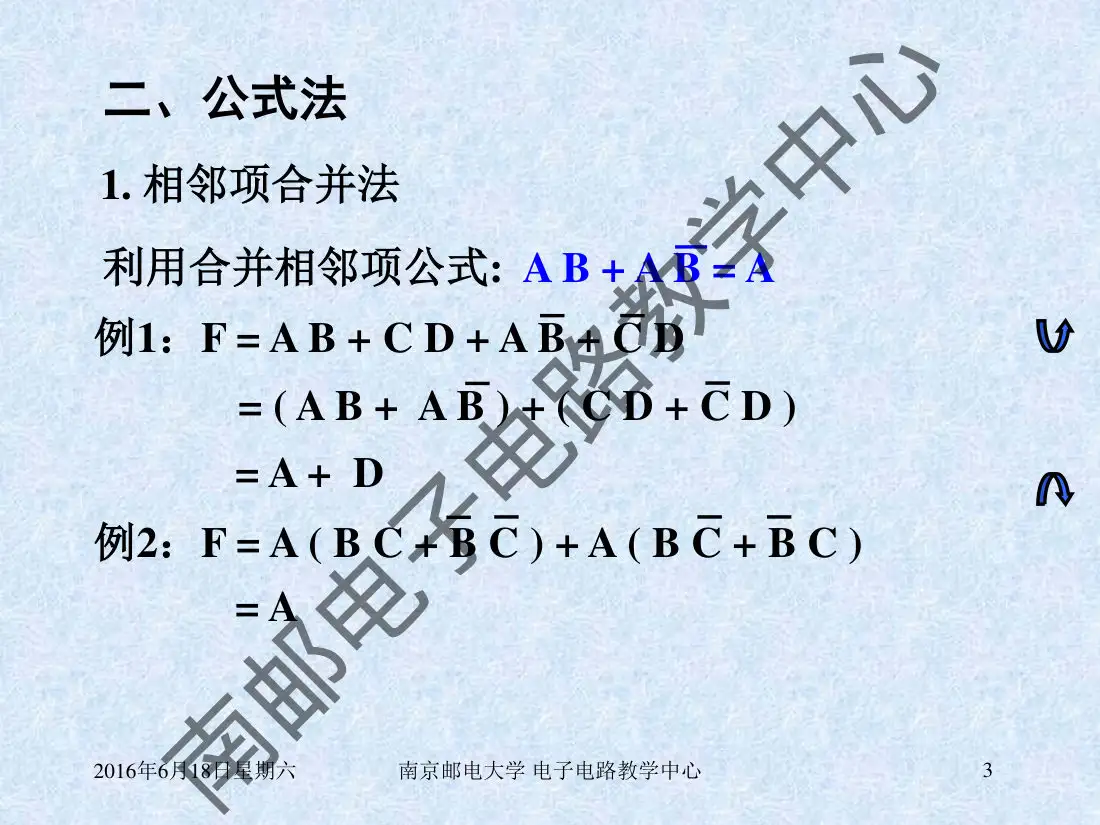 二、公式法
1. 相邻项合并法
利用合并相邻项公式: A B + A B̅ = A
例1：F = A B + C D + A B̅ + C̅ D
= ( A B + A B̅ ) + ( C D + C̅ D )
= A + D
例2：F = A ( B C + B̅ C̅ ) + A ( B C̅ + B̅ C )
= A
南邮电子电路教学中心
2016年6月18日星期六 南京邮电大学 电子电路教学中心 3